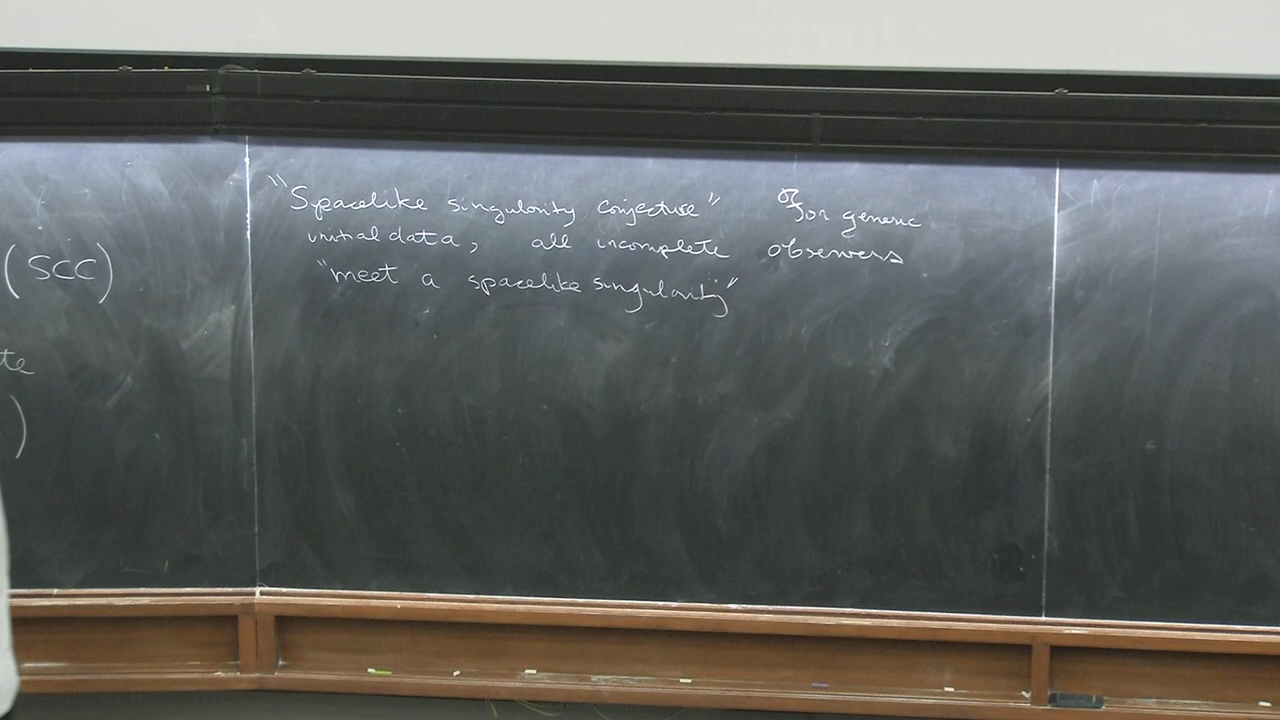 "Spacelike singularity conjecture" for generic
initial data, all incomplete observers
"meet a spacelike singularity"
(SCC)
te
)